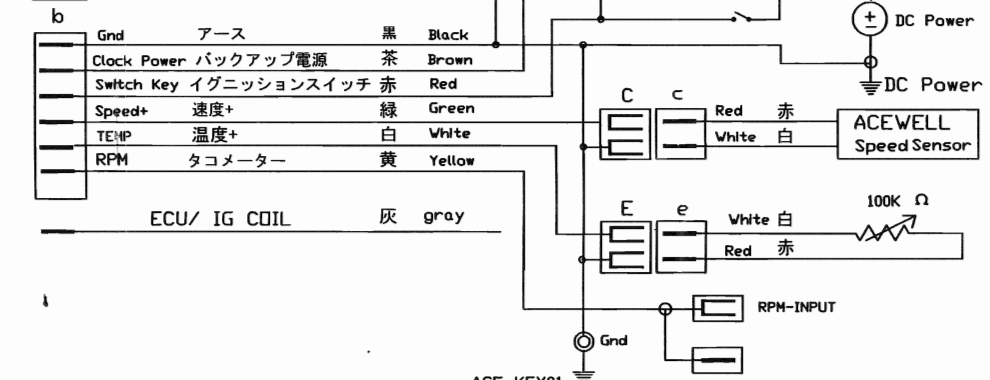 b
Gnd アース 黒 Black
Clock Power バックアップ電源 茶 Brown
Switch Key イグニッションスイッチ 赤 Red
Speed+ 速度+ 緑 Green
TEMP 温度+ 白 White
RPM タコメーター 黄 Yellow
ECU/ IG COIL 灰 gray
DC Power
DC Power
C c
Red 赤
White 白
ACEWELL
Speed Sensor
100K Ω
E e
White 白
Red 赤
RPM-INPUT
Gnd